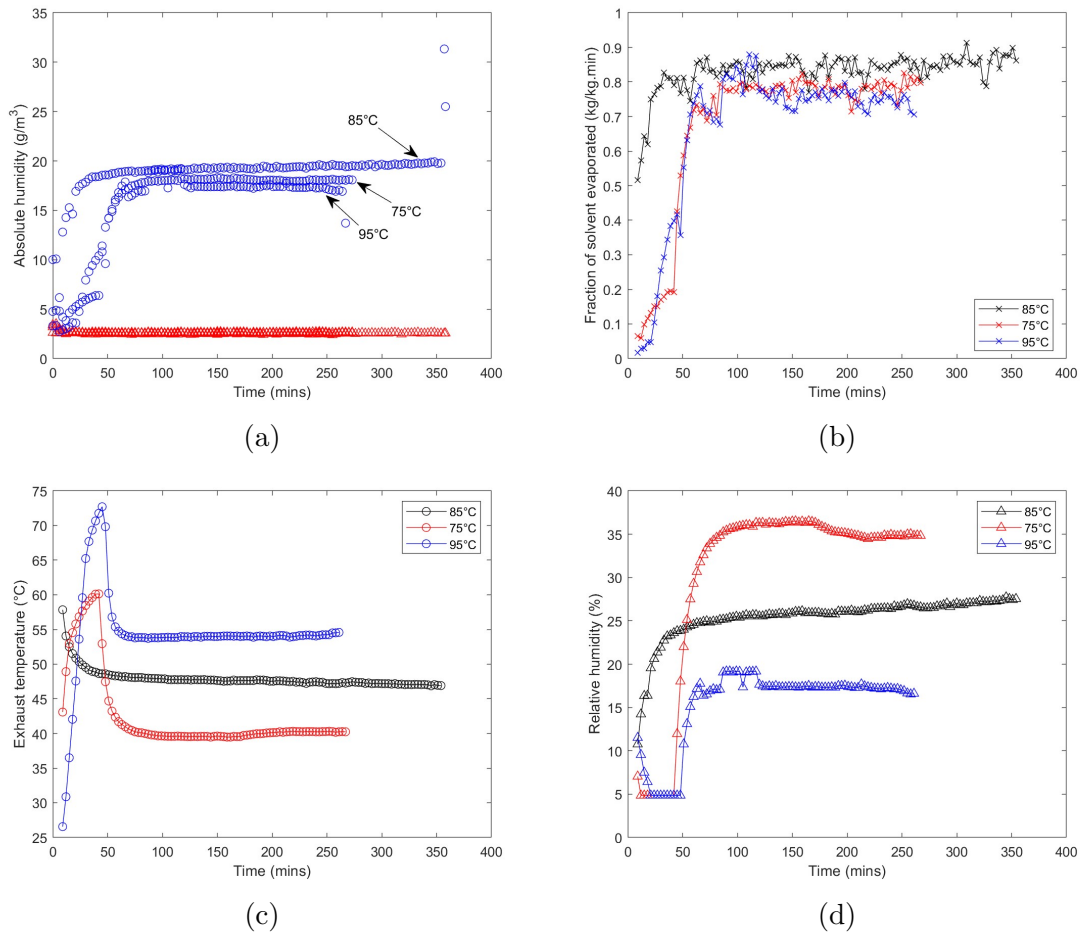 35
30
25
20
15
10
5
0
Absolute humidity (g/m³)
85°C
75°C
95°C
0 50 100 150 200 250 300 350 400
Time (mins)
(a)
1
0.9
0.8
0.7
0.6
0.5
0.4
0.3
0.2
0.1
0
Fraction of solvent evaporated (kg/kg.min)
85°C
75°C
95°C
0 50 100 150 200 250 300 350 400
Time (mins)
(b)
75
70
65
60
55
50
45
40
35
30
25
Exhaust temperature (°C)
85°C
75°C
95°C
0 50 100 150 200 250 300 350 400
Time (mins)
(c)
40
35
30
25
20
15
10
5
0
Relative humidity (%)
85°C
75°C
95°C
0 50 100 150 200 250 300 350 400
Time (mins)
(d)